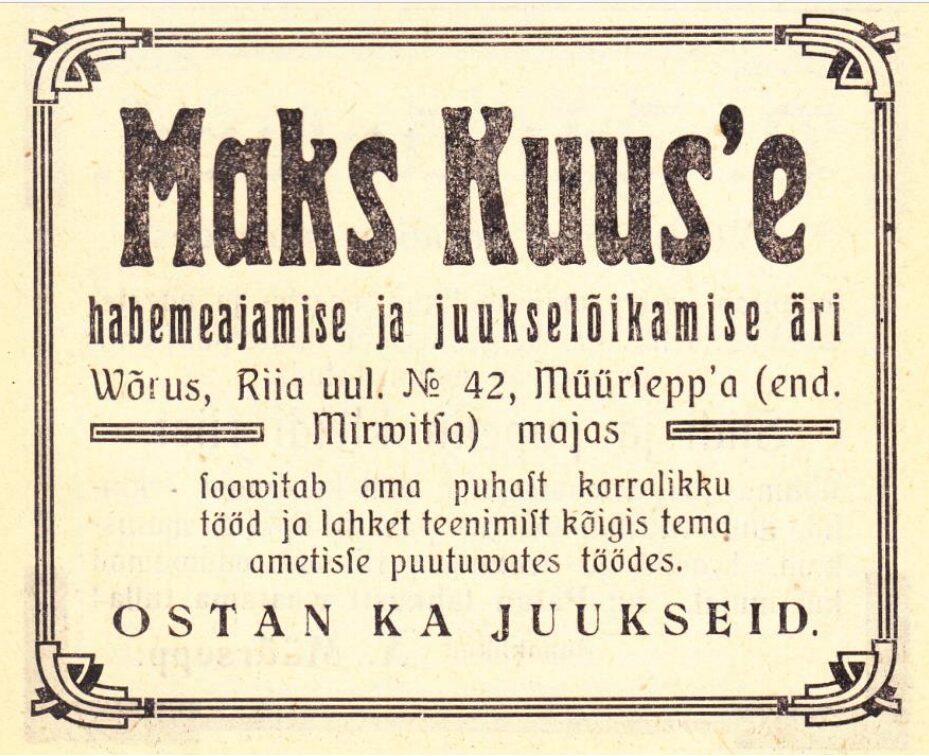 Maks Kuus'e
habemeajamise ja juukselõikamise äri
Wõrus, Riia uul. № 42, Müürſepp'a (end.
Mirwitſa) majas
ſoowitab oma puhaſt korralikku
tööd ja lahket teenimiſt kõigis tema
ametisſe puutuwates töödes.
OSTAN KA JUUKSEID.